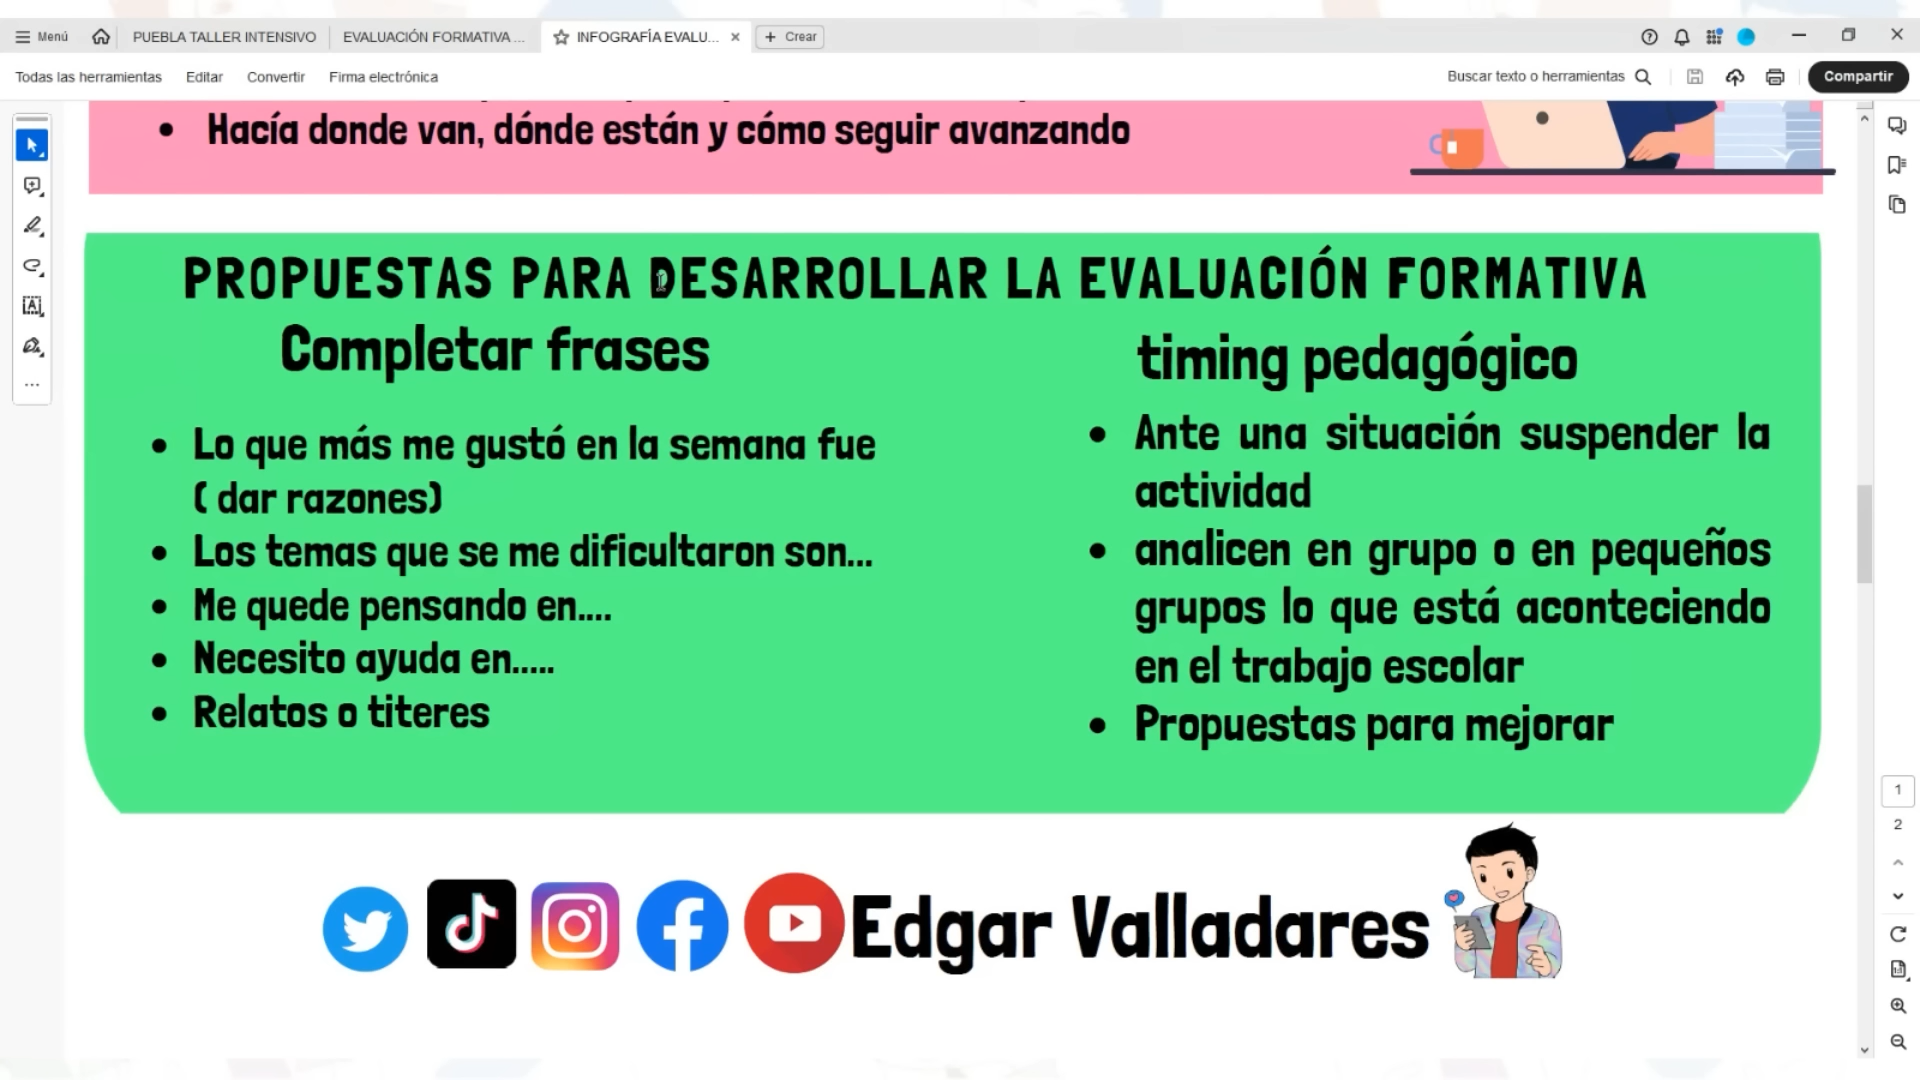 Menú
PUEBLA TALLER INTENSIVO
EVALUACIÓN FORMATIVA ...
INFOGRAFÍA EVALU...
Crear
Todas las herramientas
Editar
Convertir
Firma electrónica
Buscar texto o herramientas
Compartir
Hacía donde van, dónde están y cómo seguir avanzando
PROPUESTAS PARA DESARROLLAR LA EVALUACIÓN FORMATIVA
Completar frases
Lo que más me gustó en la semana fue
( dar razones)
Los temas que se me dificultaron son...
Me quede pensando en....
Necesito ayuda en.....
Relatos o titeres
timing pedagógico
Ante una situación suspender la
actividad
analicen en grupo o en pequeños
grupos lo que está aconteciendo
en el trabajo escolar
Propuestas para mejorar
Edgar Valladares
1
2